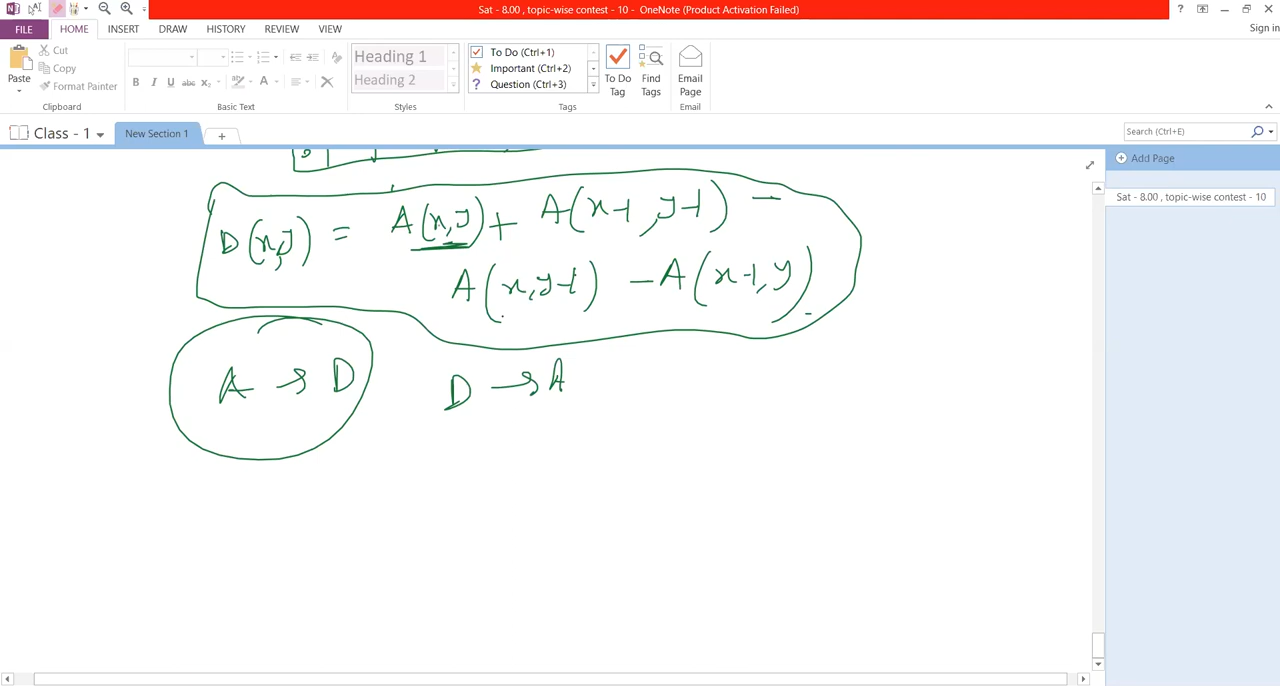 Sat - 8.00 , topic-wise contest - 10 - OneNote (Product Activation Failed)
FILE HOME INSERT DRAW HISTORY REVIEW VIEW Sign in
Paste Cut Copy Format Painter
Clipboard
B I U abc X₂ A
Basic Text
Heading 1
Heading 2
Styles
To Do (Ctrl+1)
Important (Ctrl+2)
Question (Ctrl+3)
Tags
To Do Tag
Find Tags
Email Page
Email
Class - 1 New Section 1 +
Search (Ctrl+E)
Add Page
Sat - 8.00 , topic-wise contest - 10
D(x,y) = A(x,y) + A(x-1,y-1) -
A(x,y-1) - A(x-1,y)
A → D D → A